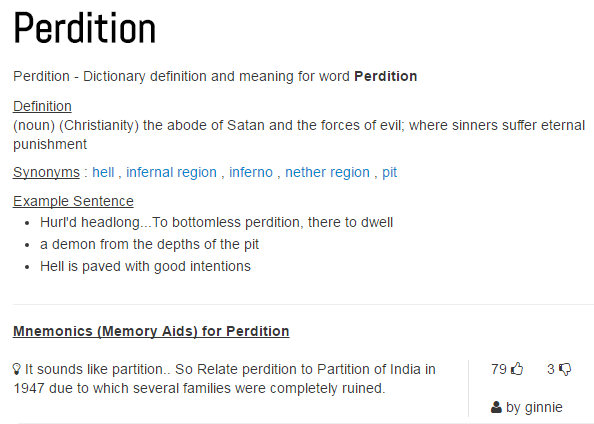 Perdition
Perdition - Dictionary definition and meaning for word Perdition
Definition
(noun) (Christianity) the abode of Satan and the forces of evil; where sinners suffer eternal
punishment
Synonyms : hell , infernal region , inferno , nether region , pit
Example Sentence
Hurl'd headlong...To bottomless perdition, there to dwell
a demon from the depths of the pit
Hell is paved with good intentions
Mnemonics (Memory Aids) for Perdition
It sounds like partition.. So Relate perdition to Partition of India in
1947 due to which several families were completely ruined.
79 3
by ginnie